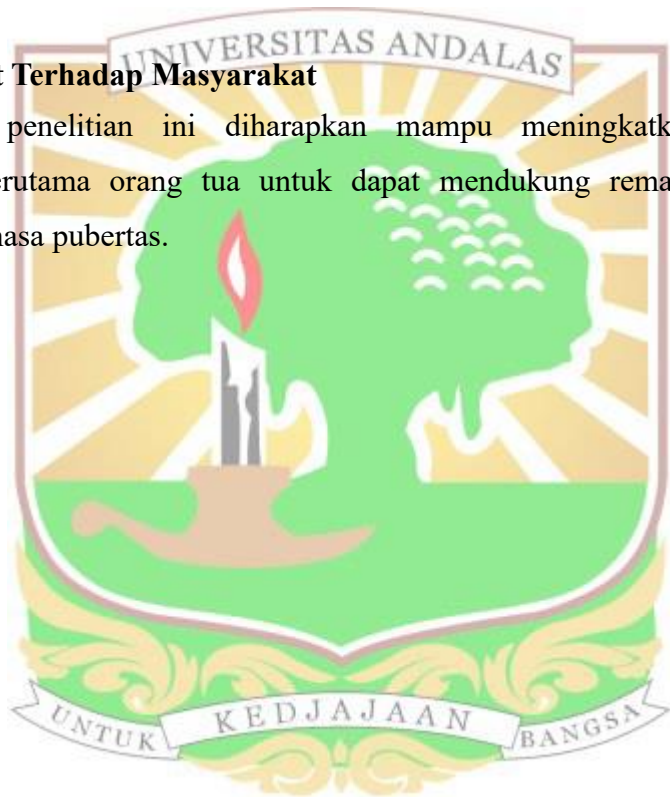 UNIVERSITAS ANDALAS
t Terhadap Masyarakat
penelitian ini diharapkan mampu meningkatk
erutama orang tua untuk dapat mendukung rema
nasa pubertas.
UNTUK KEDJAJAAN BANGSA